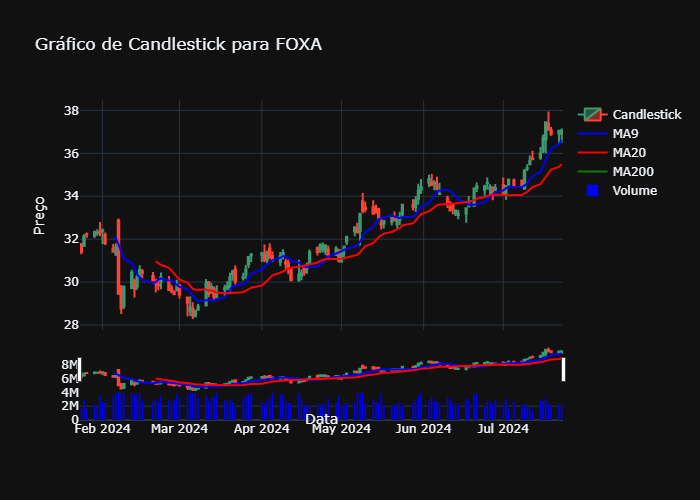 Gráfico de Candlestick para FOXA
38
36
34
32
30
28
Preço
Candlestick
MA9
MA20
MA200
Volume
8M
6M
4M
2M
0
Data
Feb 2024
Mar 2024
Apr 2024
May 2024
Jun 2024
Jul 2024